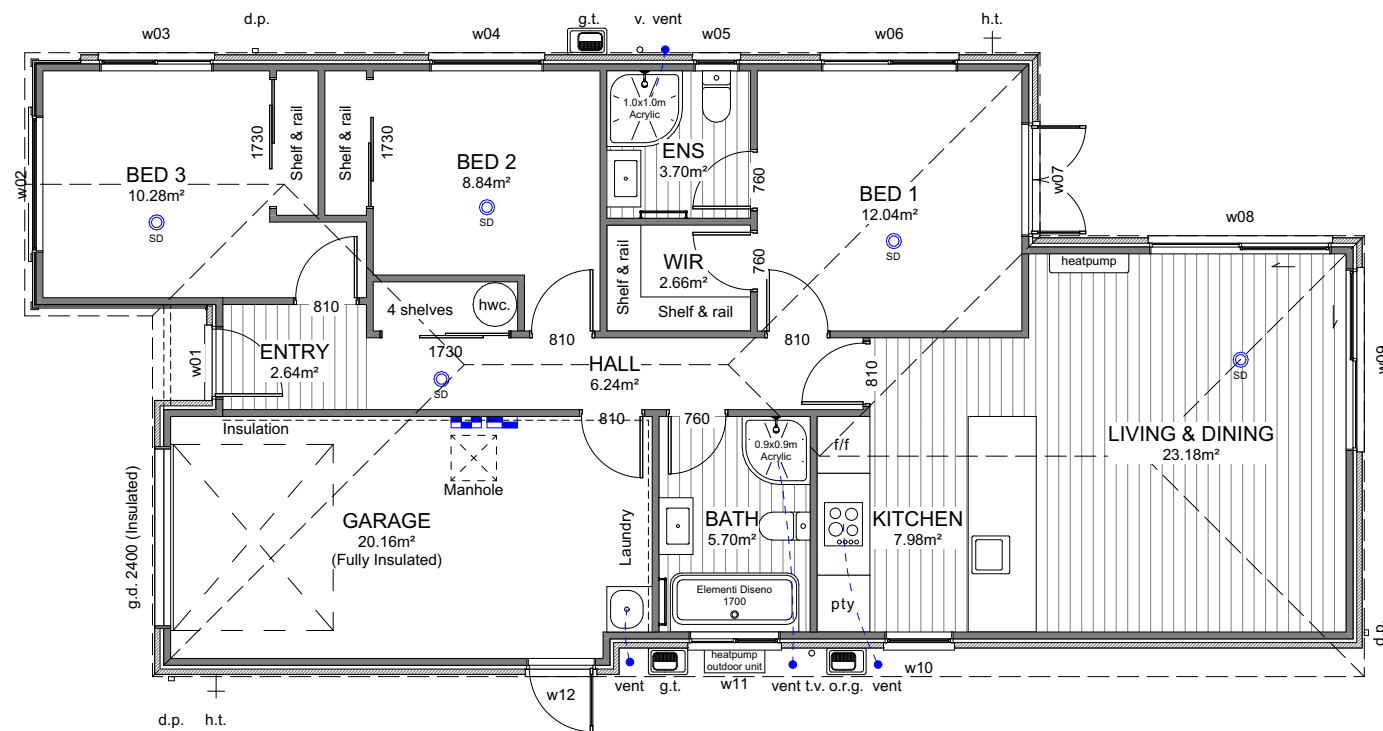 d.p.
g.t.
v. vent
h.t.
w03
w04
w05
w06
w02
BED 3
10.28m²
SD
1730
Shelf & rail
Shelf & rail
1730
BED 2
8.84m²
SD
1.0x1.0m
Acrylic
ENS
3.70m²
760
BED 1
12.04m²
SD
w07
w08
heatpump
WIR
2.66m²
760
Shelf & rail
Shelf & rail
4 shelves
hwc.
810
1730
810
810
810
w01
ENTRY
2.64m²
SD
HALL
6.24m²
SD
w09
LIVING & DINING
23.18m²
Insulation
810
760
0.9x0.9m
Acrylic
f/f
Manhole
g.d. 2400 (Insulated)
GARAGE
20.16m²
(Fully Insulated)
Laundry
BATH
5.70m²
KITCHEN
7.98m²
Elementi Diseno
1700
pty
d.p.
heatpump
outdoor unit
w10
w12
vent
g.t.
w11
vent
t.v.
o.r.g.
vent
d.p.
h.t.